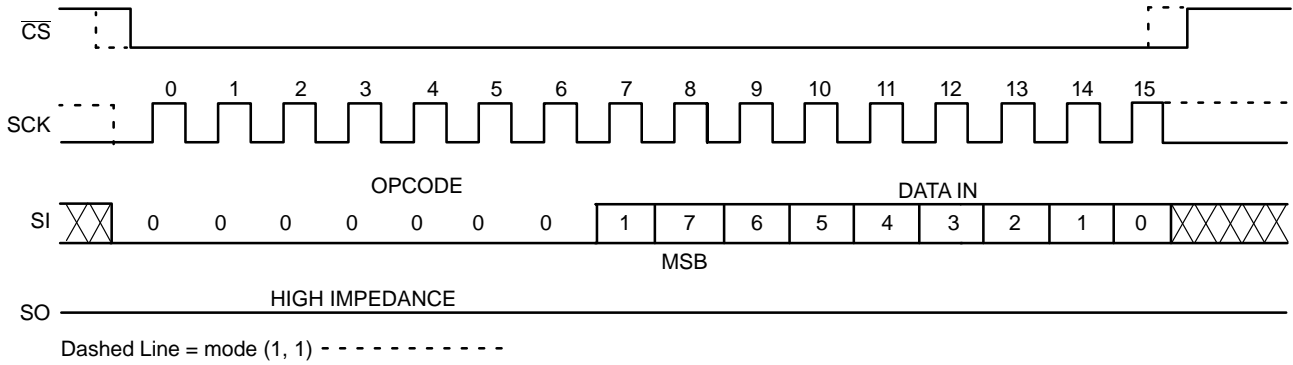 CS
0 1 2 3 4 5 6 7 8 9 10 11 12 13 14 15
SCK
OPCODE DATA IN
SI 0 0 0 0 0 0 0 1 7 6 5 4 3 2 1 0
MSB
HIGH IMPEDANCE
SO
Dashed Line = mode (1, 1)